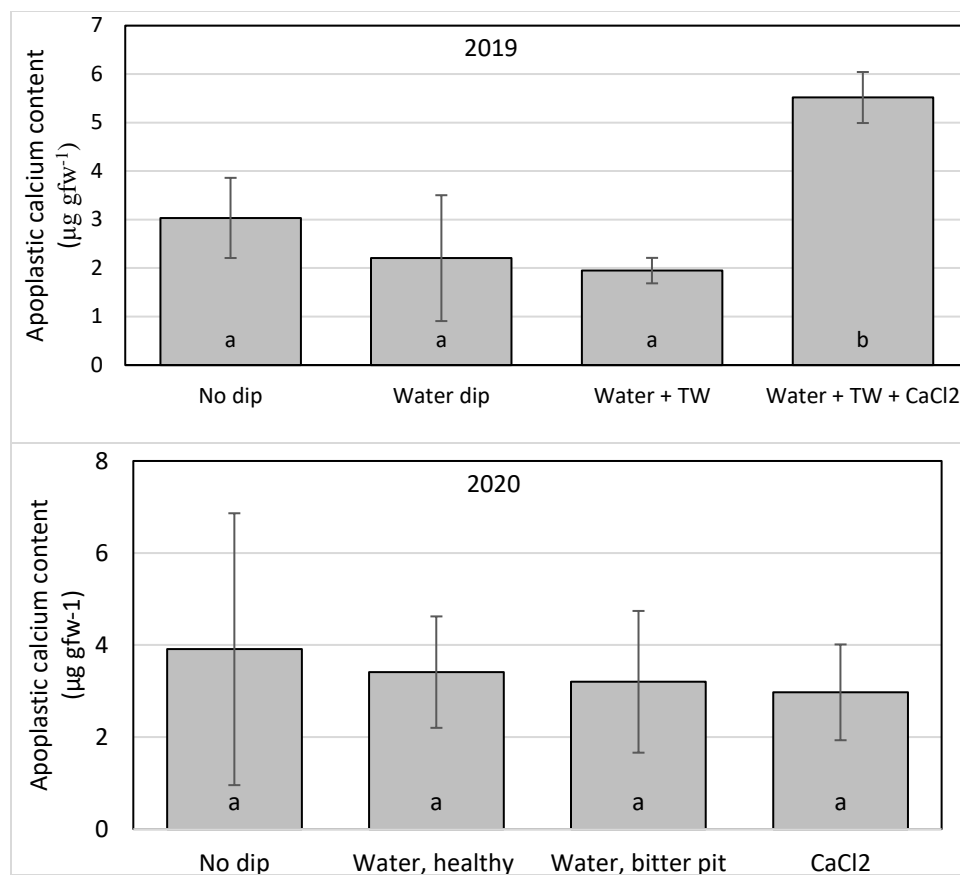 2019
Apoplastic calcium content
(µg gfw⁻¹)
7
6
5
4
3
2
1
0
a
a
a
b
No dip
Water dip
Water + TW
Water + TW + CaCl2
2020
Apoplastic calcium content
(µg gfw-1)
8
6
4
2
0
a
a
a
a
No dip
Water, healthy
Water, bitter pit
CaCl2